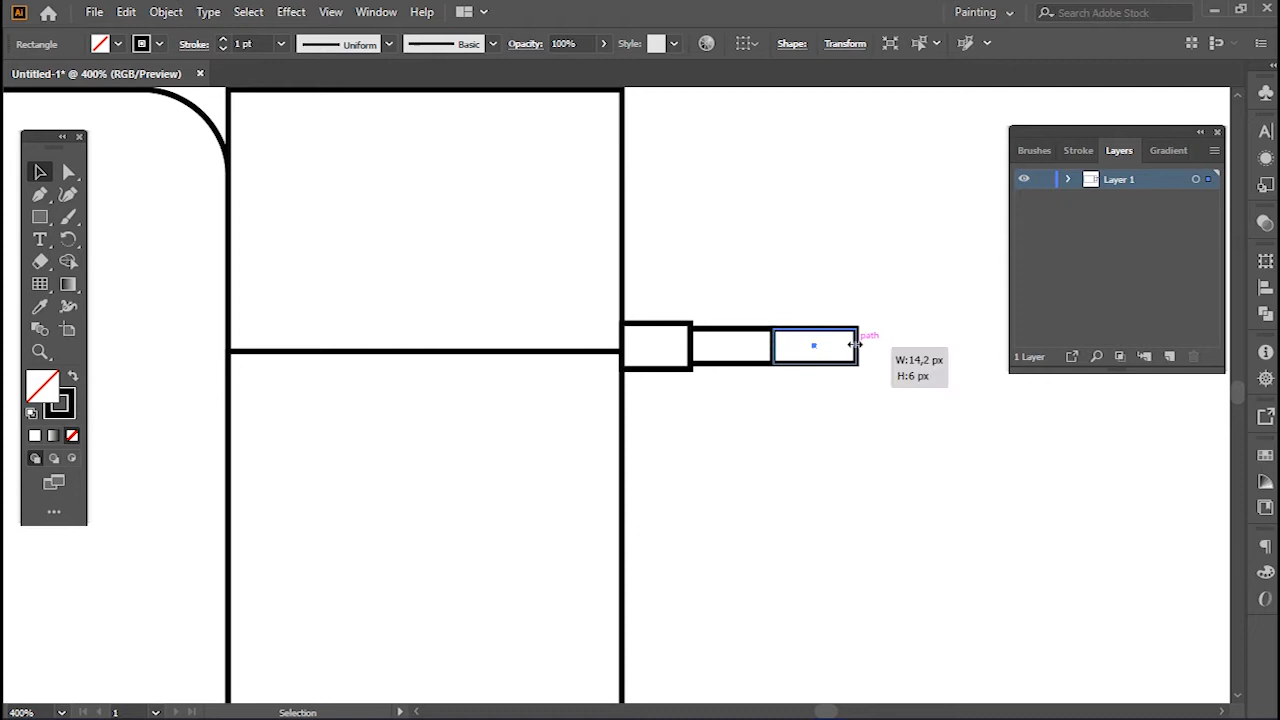 Ai File Edit Object Type Select Effect View Window Help Painting Search Adobe Stock
Rectangle Stroke: 1 pt Uniform Basic Opacity: 100% Style: Shape: Transform
Untitled-1* @ 400% (RGB/Preview)
Brushes Stroke Layers Gradient
Layer 1
path
W:14,2 px
H:6 px
1 Layer
400% 1 Selection